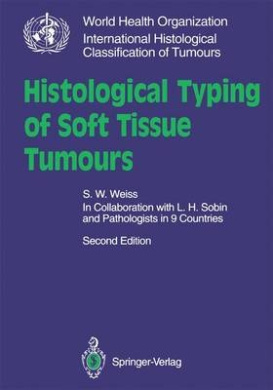 World Health Organization
International Histological
Classification of Tumours
Histological Typing
of Soft Tissue
Tumours
S. W. Weiss
In Collaboration with L. H. Sobin
and Pathologists in 9 Countries
Second Edition
Springer-Verlag